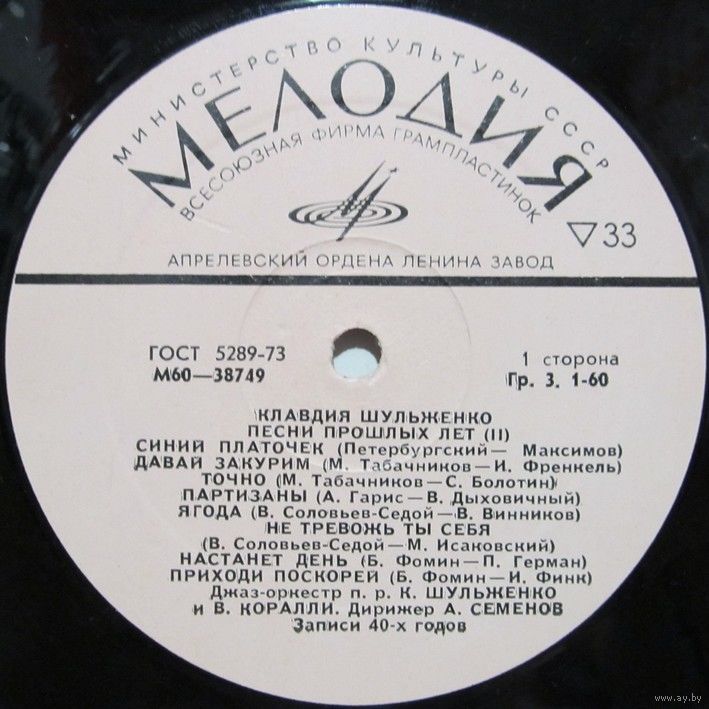 МИНИСТЕРСТВО КУЛЬТУРЫ СССР
МЕЛОДИЯ
ВСЕСОЮЗНАЯ ФИРМА ГРАМПЛАСТИНОК
▽33
АПРЕЛЕВСКИЙ ОРДЕНА ЛЕНИНА ЗАВОД
ГОСТ 5289-73
М60—38749
1 сторона
Гр. 3. 1-60
КЛАВДИЯ ШУЛЬЖЕНКО
ПЕСНИ ПРОШЛЫХ ЛЕТ (II)
СИНИЙ ПЛАТОЧЕК (Петербургский — Максимов)
ДАВАЙ ЗАКУРИМ (М. Табачников—И. Френкель)
ТОЧНО (М. Табачников—С. Болотин)
ПАРТИЗАНЫ (А. Гарис—В. Дыховичный)
ЯГОДА (В. Соловьев-Седой—В. Винников)
НЕ ТРЕВОЖЬ ТЫ СЕБЯ
(В. Соловьев-Седой—М. Исаковский)
НАСТАНЕТ ДЕНЬ (Б. Фомин—П. Герман)
ПРИХОДИ ПОСКОРЕЙ (Б. Фомин—И. Финк)
Джаз-оркестр п. р. К. ШУЛЬЖЕНКО
и В. КОРАЛЛИ. Дирижер А. СЕМЕНОВ
Записи 40-х годов
www.ay.by